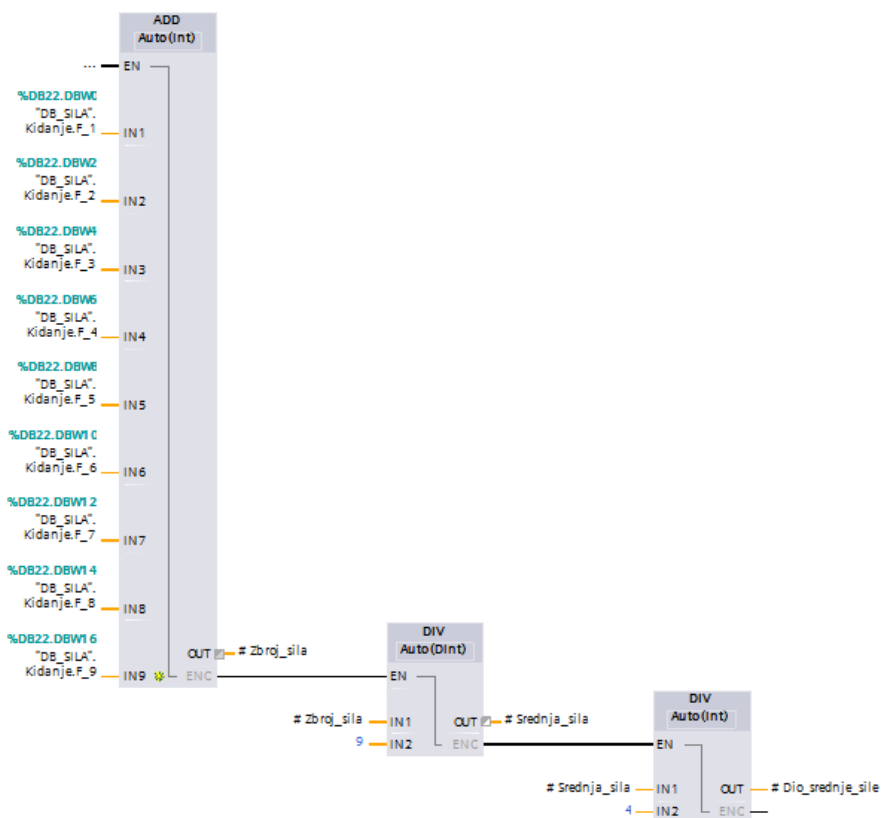 ADD
Auto(Int)
... EN
%DB22.DBW0
"DB_SILA".
Kidanje.F_1 IN1
%DB22.DBW2
"DB_SILA".
Kidanje.F_2 IN2
%DB22.DBW4
"DB_SILA".
Kidanje.F_3 IN3
%DB22.DBW6
"DB_SILA".
Kidanje.F_4 IN4
%DB22.DBW8
"DB_SILA".
Kidanje.F_5 IN5
%DB22.DBW10
"DB_SILA".
Kidanje.F_6 IN6
%DB22.DBW12
"DB_SILA".
Kidanje.F_7 IN7
%DB22.DBW14
"DB_SILA".
Kidanje.F_8 IN8
%DB22.DBW16
"DB_SILA".
Kidanje.F_9 IN9
OUT # Zbroj_sila
ENO
DIV
Auto(DInt)
EN
# Zbroj_sila IN1 OUT # Srednja_sila
9 IN2 ENO
DIV
Auto(Int)
EN
# Srednja_sila IN1 OUT # Dio_srednje_sile
4 IN2 ENO